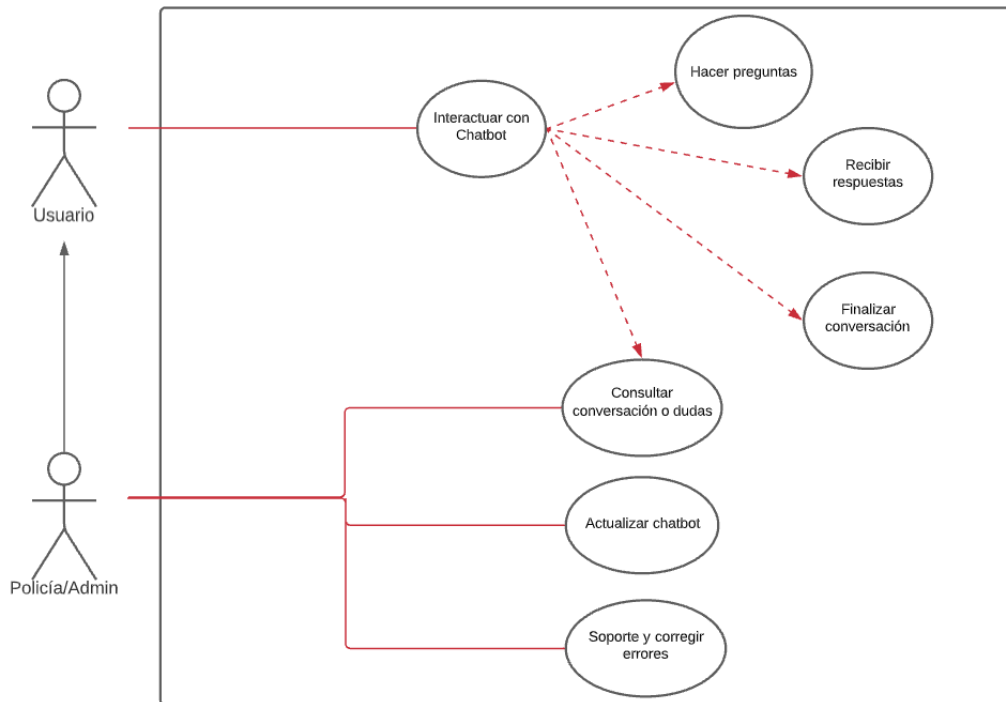 Hacer preguntas
Interactuar con
Chatbot
Recibir
respuestas
Usuario
Finalizar
conversación
Consultar
conversación o dudas
Actualizar chatbot
Policía/Admin
Soporte y corregir
errores